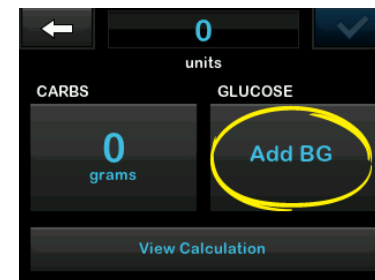 0
units
CARBS
GLUCOSE
0
grams
Add BG
View Calculation